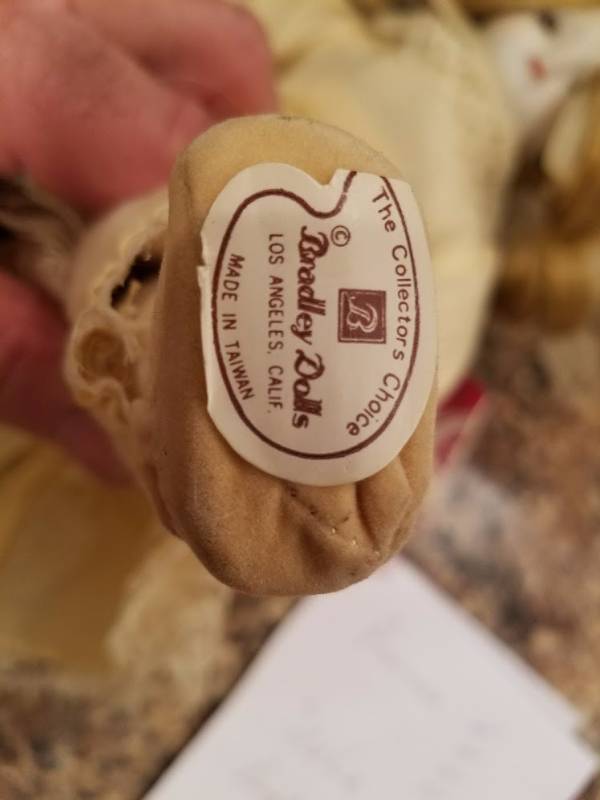 The Collectors Choice
B
©
Bradley Dolls
LOS ANGELES, CALIF.
MADE IN TAIWAN